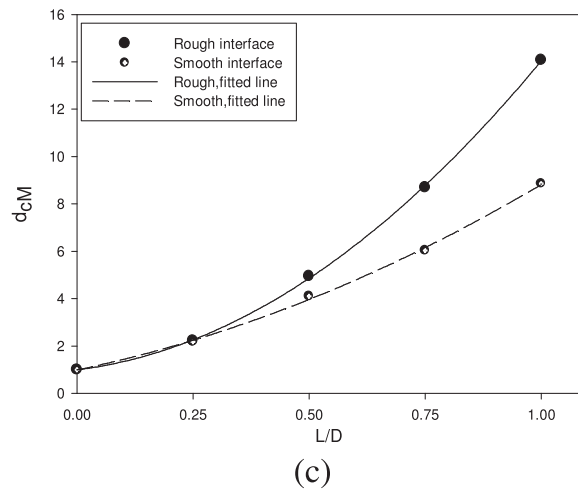 16
14
12
10
8
6
4
2
0
dcM
Rough interface
Smooth interface
Rough,fitted line
Smooth,fitted line
0.00 0.25 0.50 0.75 1.00
L/D
(c)